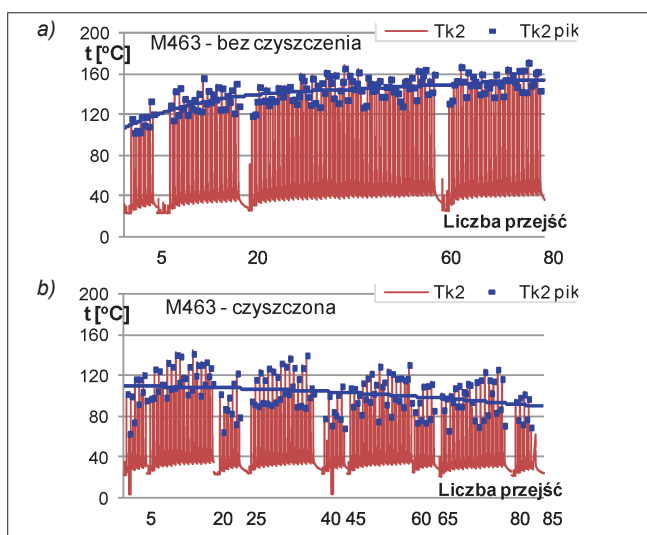 a)
M463 - bez czyszczenia
Tk2
Tk2 pik
t [°C]
200
160
120
80
40
0
Liczba przejść
5
20
60
80
b)
M463 - czyszczona
Tk2
Tk2 pik
t [°C]
200
160
120
80
40
0
Liczba przejść
5
20
25
40
45
60
65
80
85